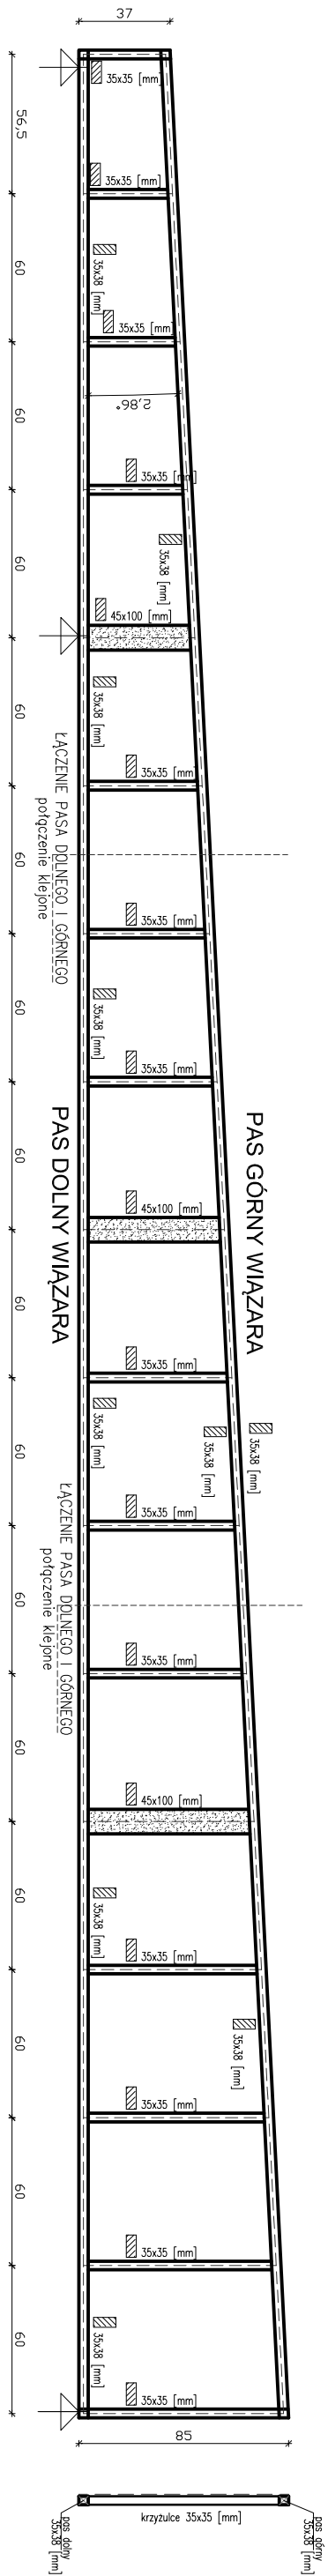 37
35x35 [mm]
56,5
35x35 [mm]
60
35x38 [mm]
35x35 [mm]
2,86°
60
35x35 [mm]
60
35x38 [mm]
45x100 [mm]
60
35x38 [mm]
35x35 [mm]
ŁĄCZENIE PASA DOLNEGO I GÓRNEGO
połączenie klejone
60
35x35 [mm]
60
35x38 [mm]
35x35 [mm]
PAS GÓRNY WIĄZARA
PAS DOLNY WIĄZARA
60
45x100 [mm]
60
35x35 [mm]
35x38 [mm]
35x38 [mm]
35x38 [mm]
60
35x35 [mm]
ŁĄCZENIE PASA DOLNEGO I GÓRNEGO
połączenie klejone
60
35x35 [mm]
60
45x100 [mm]
60
35x38 [mm]
35x35 [mm]
60
35x38 [mm]
35x35 [mm]
60
35x35 [mm]
60
35x38 [mm]
35x35 [mm]
85
krzyżulce 35x35 [mm]
pas górny
35x38 [mm]
pas dolny
35x38 [mm]